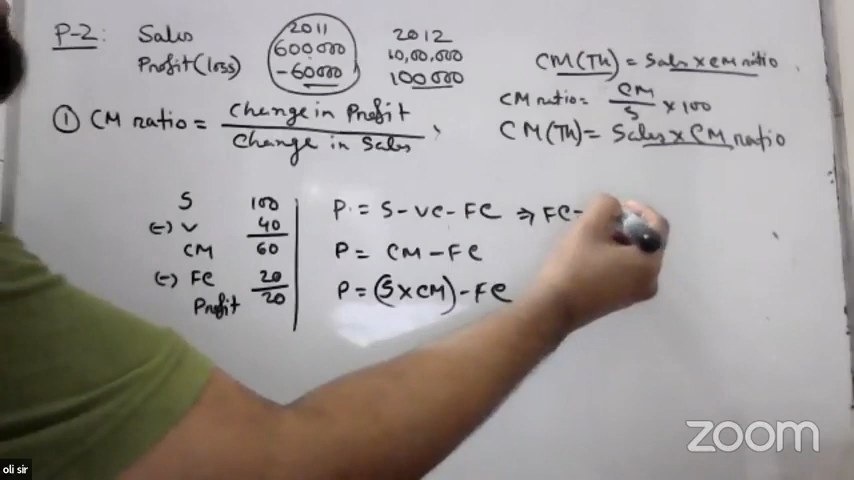 P-2: Sales 2011 2012
600000 10,00,000
Profit (loss) -60000 100000
CM(Tk) = Sales x CM ratio
CM ratio = CM/S x 100
① CM ratio = Change in Profit / Change in Sales
CM(Tk) = Sales x CM ratio
S 100
(-) V 40
CM 60
(-) FC 20
Profit 20
P = S - VC - FC ⇒ FC =
P = CM - FC
P = (S x CM) - FC
zoom
oli sir